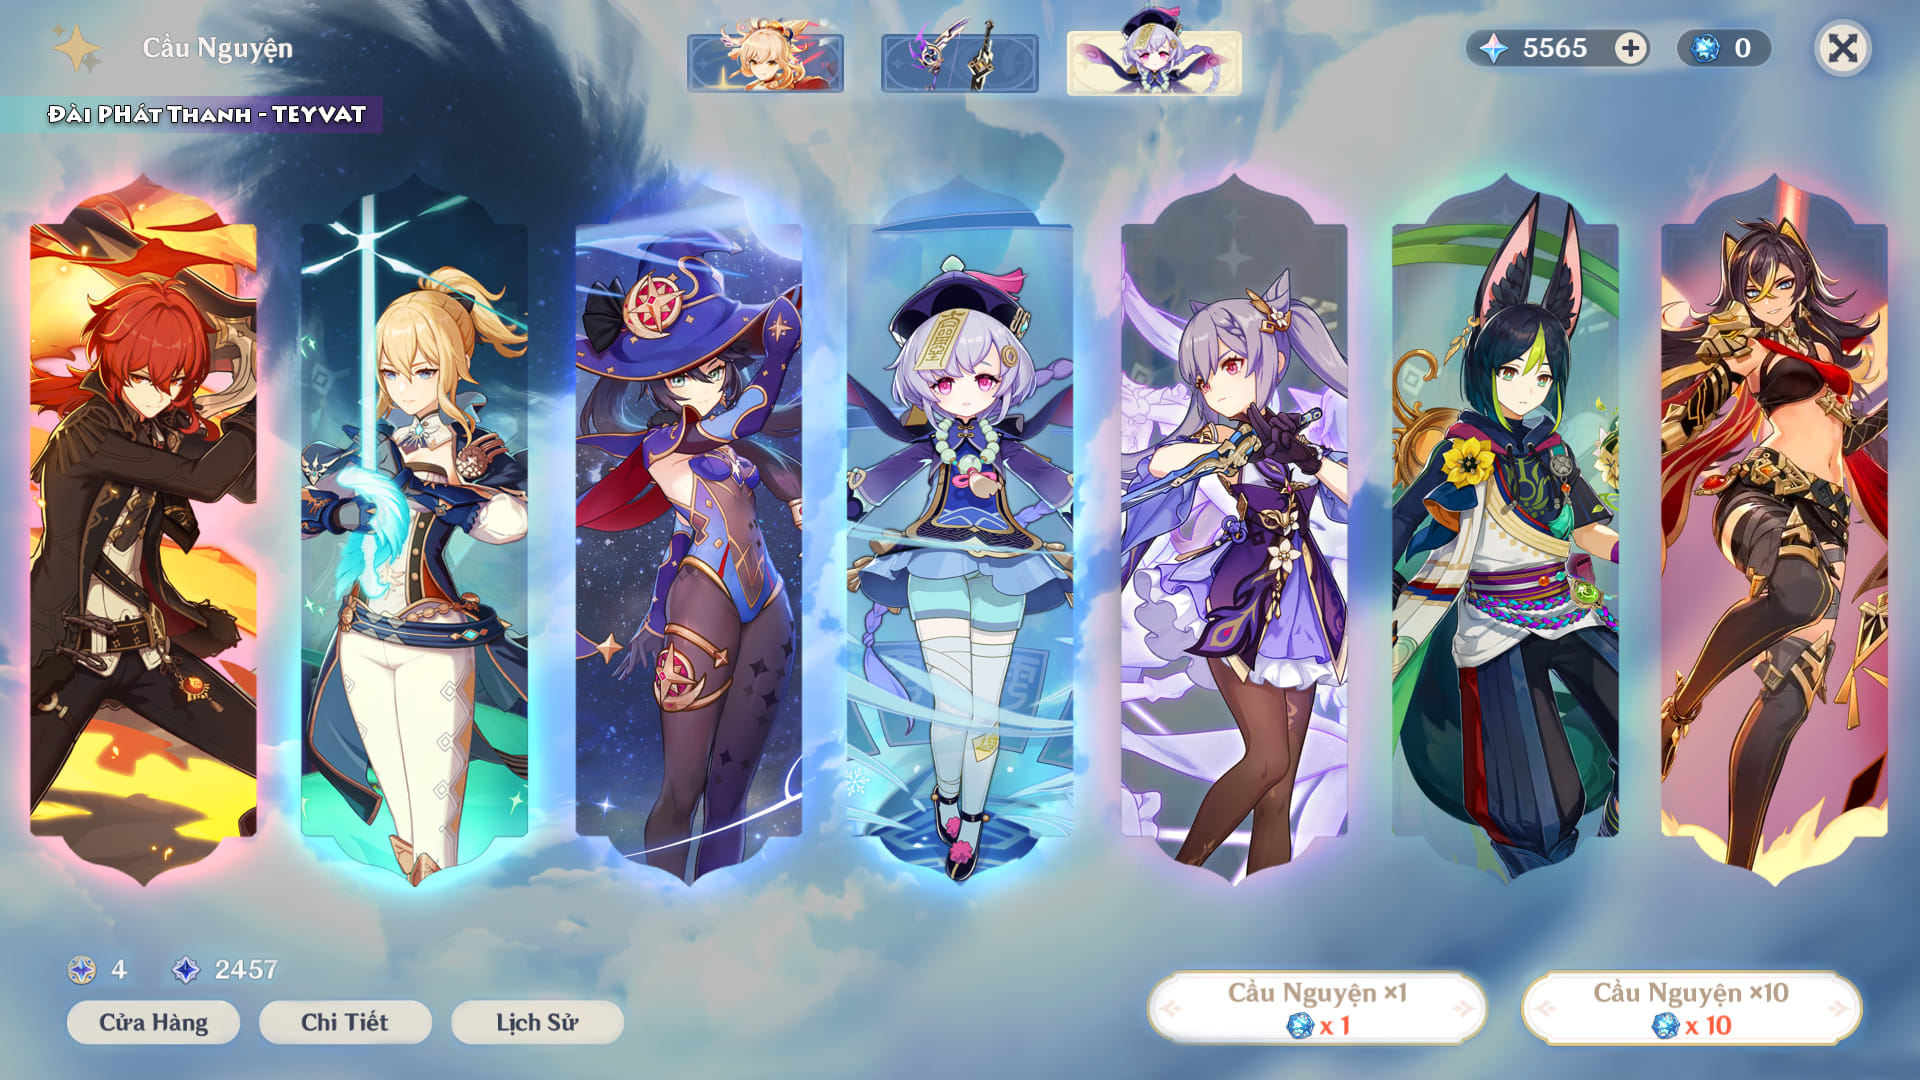 Cầu Nguyện
5565
0
ĐÀI PHÁT THANH - TEYVAT
4
2457
Cửa Hàng
Chi Tiết
Lịch Sử
Cầu Nguyện ×1
x 1
Cầu Nguyện ×10
x 10